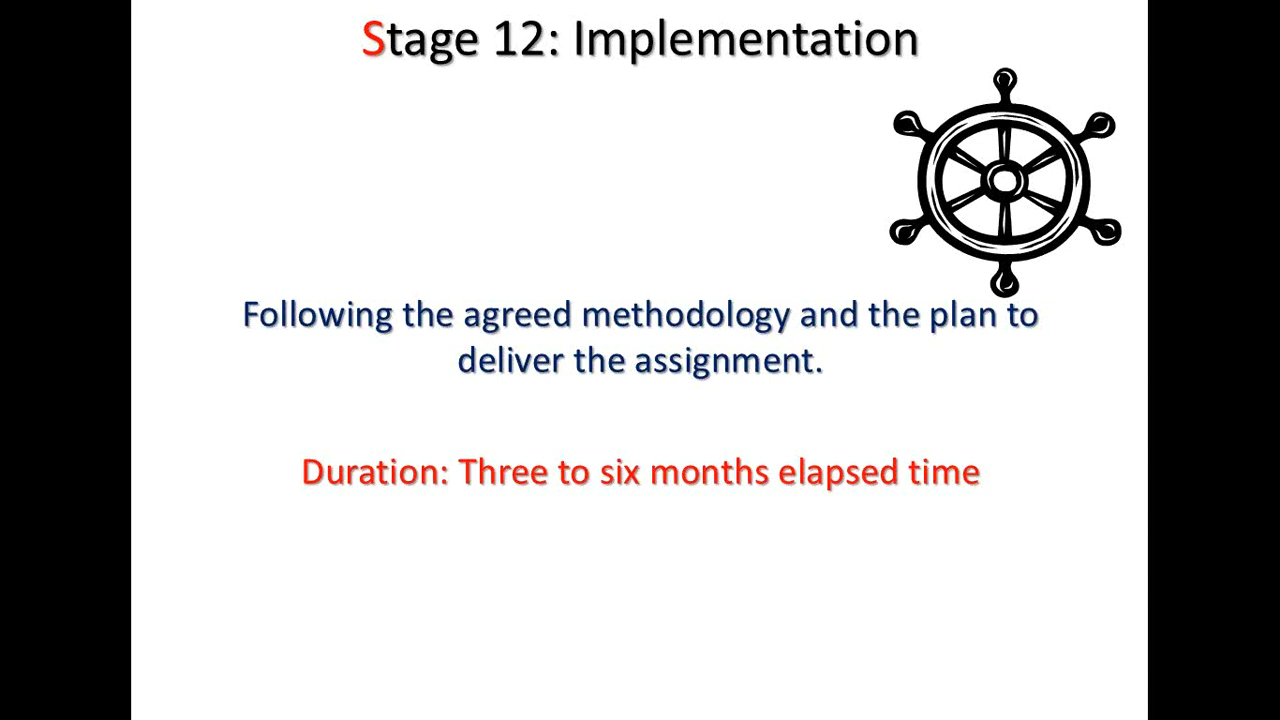 Stage 12: Implementation
Following the agreed methodology and the plan to
deliver the assignment.
Duration: Three to six months elapsed time